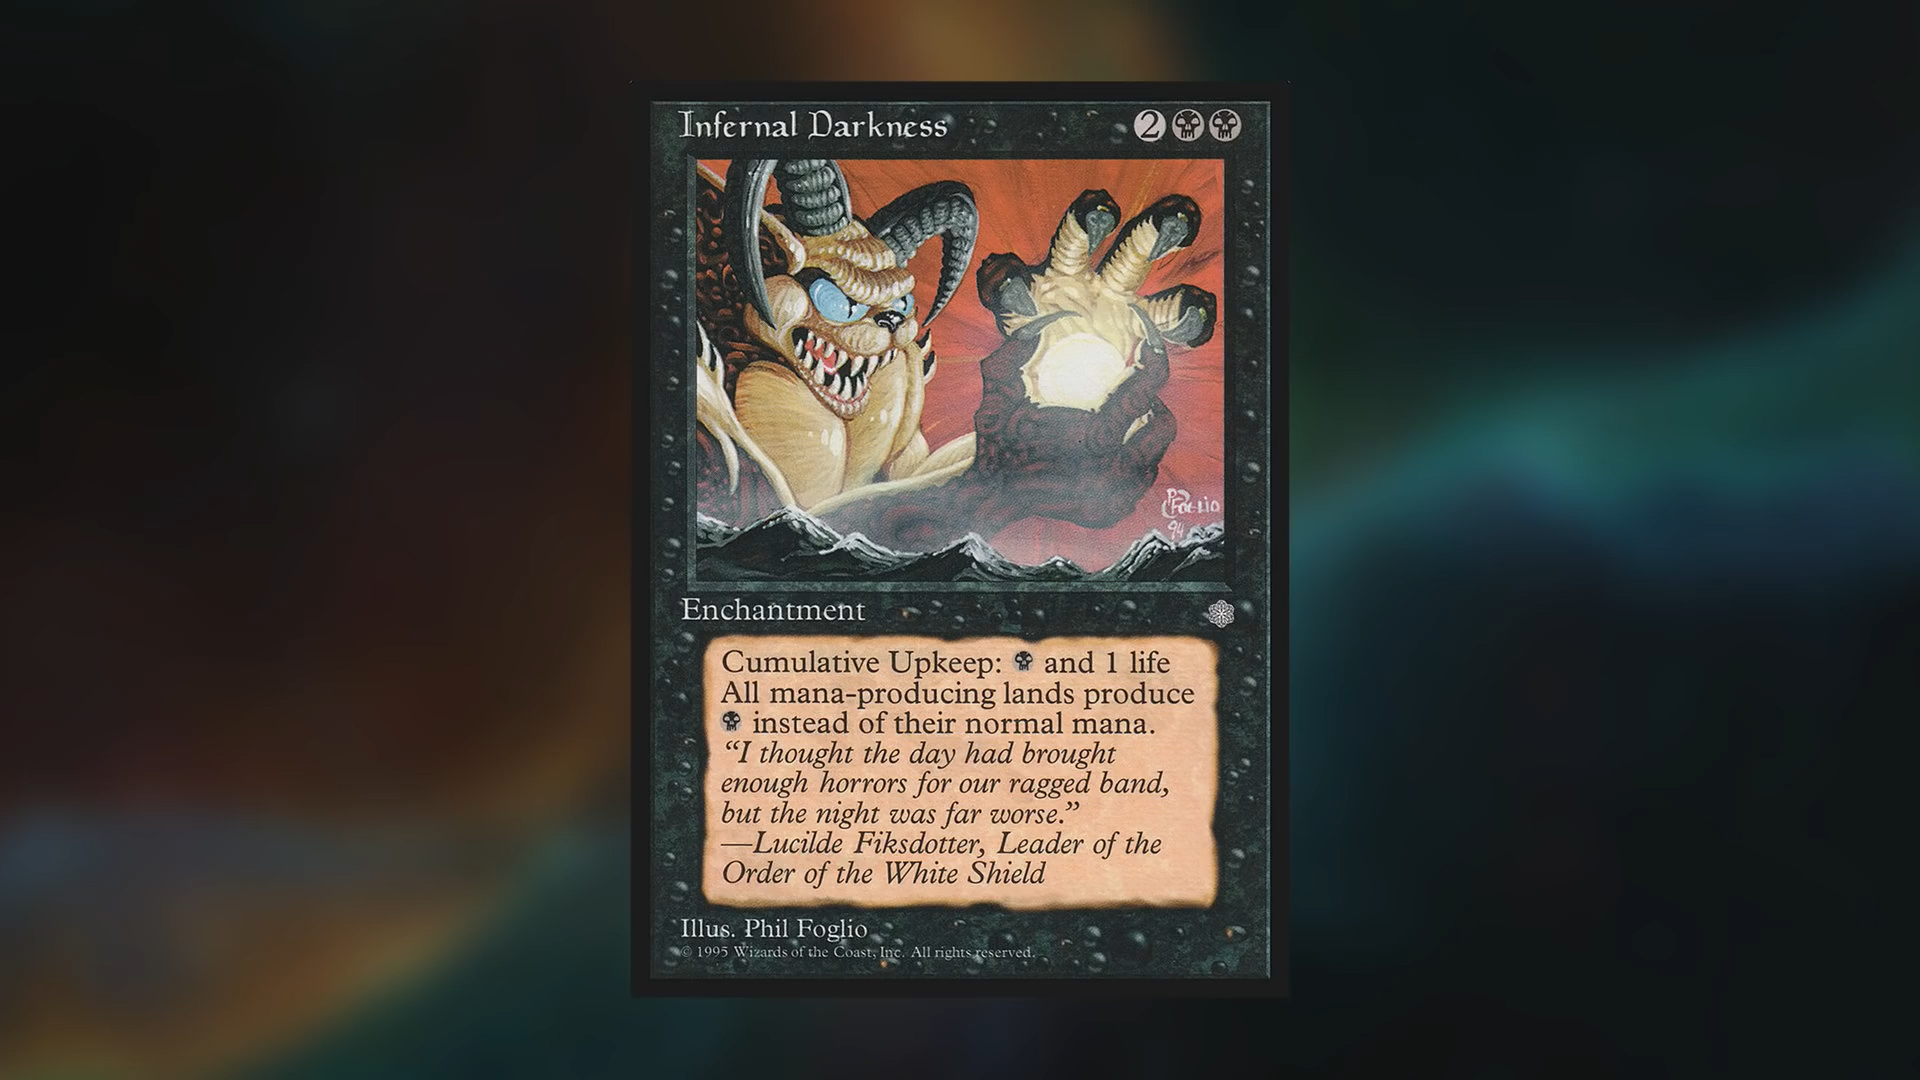 Infernal Darkness 2
P Foglio
94
Enchantment
Cumulative Upkeep: and 1 life
All mana-producing lands produce
instead of their normal mana.
“I thought the day had brought
enough horrors for our ragged band,
but the night was far worse.”
—Lucilde Fiksdotter, Leader of the
Order of the White Shield
Illus. Phil Foglio
© 1995 Wizards of the Coast, Inc. All rights reserved.